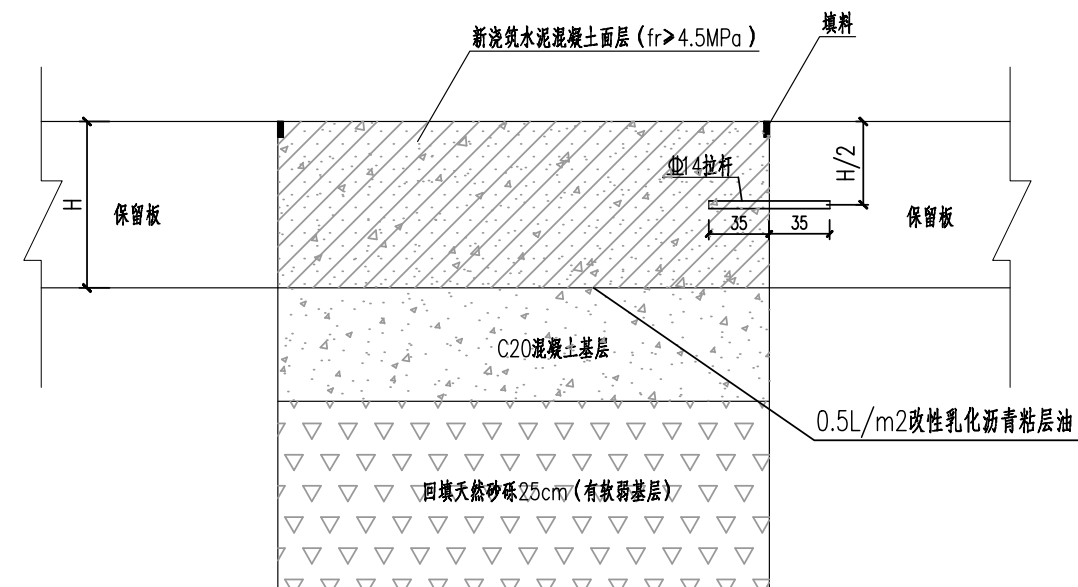 新浇筑水泥混凝土面层（fr≥4.5MPa）
填料
Φ14拉杆
H/2
H
保留板
35
35
保留板
C20混凝土基层
0.5L/m2改性乳化沥青粘层油
回填天然砂砾25cm（有软弱基层）